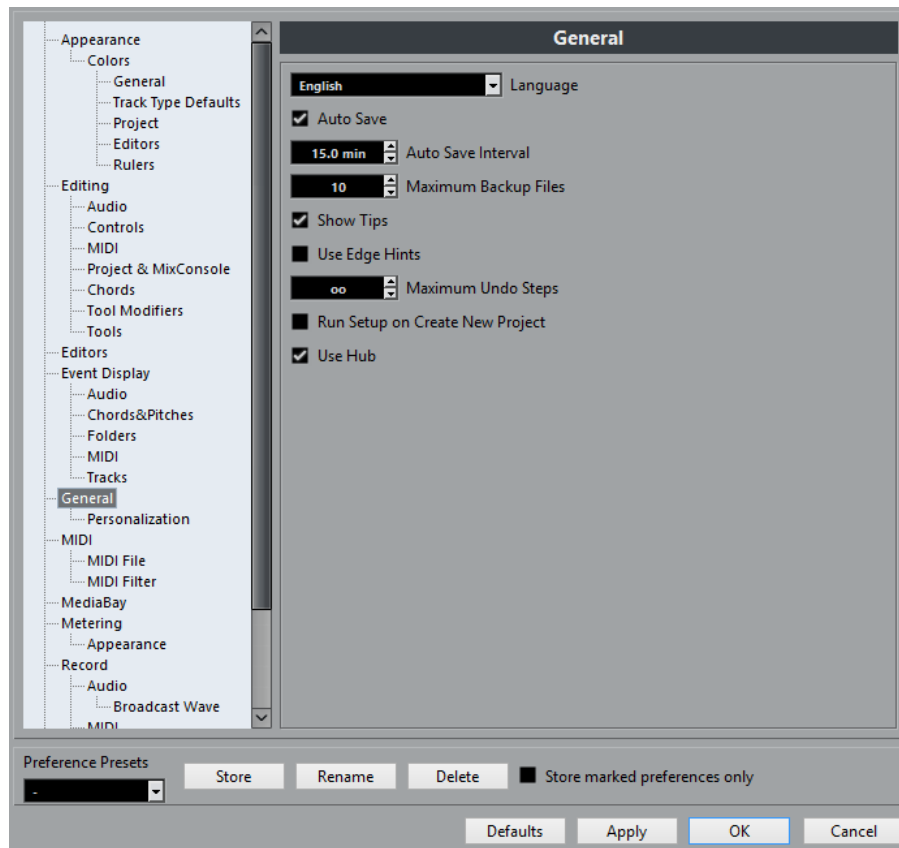 Appearance
Colors
General
Track Type Defaults
Project
Editors
Rulers
Editing
Audio
Controls
MIDI
Project & MixConsole
Chords
Tool Modifiers
Tools
Editors
Event Display
Audio
Chords&Pitches
Folders
MIDI
Tracks
General
Personalization
MIDI
MIDI File
MIDI Filter
MediaBay
Metering
Appearance
Record
Audio
Broadcast Wave
MIDI
General
English Language
Auto Save
15.0 min Auto Save Interval
10 Maximum Backup Files
Show Tips
Use Edge Hints
oo Maximum Undo Steps
Run Setup on Create New Project
Use Hub
Preference Presets
-
Store Rename Delete Store marked preferences only
Defaults Apply OK Cancel